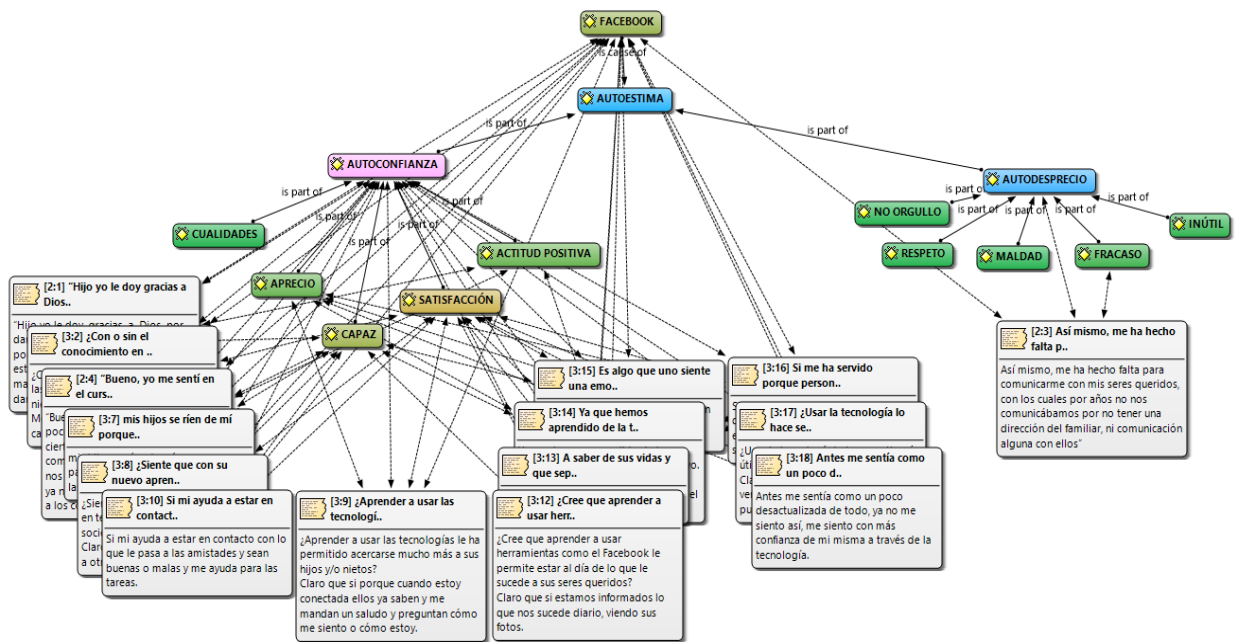 FACEBOOK
is cause of
AUTOESTIMA
is part of
is part of
AUTOCONFIANZA
AUTODESPRECIO
is part of
is part of
is part of
is part of
is part of
is part of
is part of
is part of
NO ORGULLO
INÚTIL
CUALIDADES
RESPETO
MALDAD
FRACASO
ACTITUD POSITIVA
APRECIO
SATISFACCIÓN
CAPAZ
[2:1] “Hijo yo le doy gracias a
Dios..
“Hijo yo le doy gracias a Dios por
[3:2] ¿Con o sin el
conocimiento en ..
[2:4] “Bueno, yo me sentí en
el curs..
[3:7] mis hijos se ríen de mí
porque..
[3:8] ¿Siente que con su
nuevo apren..
[3:10] Si mi ayuda a estar en
contact..
Si mi ayuda a estar en contacto con lo
que le pasa a las amistades y sean
buenas o malas y me ayuda para las
tareas.
[3:9] ¿Aprender a usar las
tecnologí..
¿Aprender a usar las tecnologías le ha
permitido acercarse mucho más a sus
hijos y/o nietos?
Claro que si porque cuando estoy
conectada ellos ya saben y me
mandan un saludo y preguntan cómo
me siento o cómo estoy.
[3:15] Es algo que uno siente
una emo..
[3:14] Ya que hemos
aprendido de la t..
[3:13] A saber de sus vidas y
que sep..
[3:12] ¿Cree que aprender a
usar herr..
¿Cree que aprender a usar
herramientas como el Facebook le
permite estar al día de lo que le
sucede a sus seres queridos?
Claro que si estamos informados lo
que nos sucede diario, viendo sus
fotos.
[3:16] Si me ha servido
porque person..
[3:17] ¿Usar la tecnología lo
hace se..
[3:18] Antes me sentía como
un poco d..
Antes me sentía como un poco
desactualizada de todo, ya no me
siento así, me siento con más
confianza de mi misma a través de la
tecnología.
[2:3] Así mismo, me ha hecho
falta p..
Así mismo, me ha hecho falta para
comunicarme con mis seres queridos,
con los cuales por años no nos
comunicábamos por no tener una
dirección del familiar, ni comunicación
alguna con ellos”